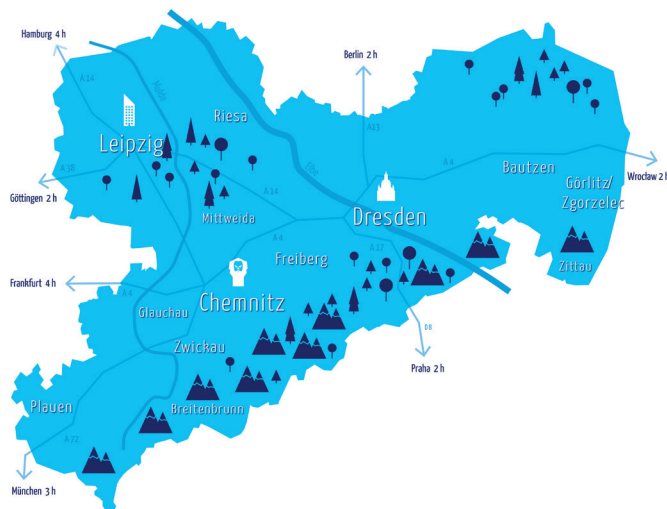 Hamburg 4 h
Berlin 2 h
A 14
Mulde
Riesa
Leipzig
A13
Elbe
A 4
Bautzen
Wrocław 2 h
A 38
Göttingen 2 h
A 14
Görlitz/
Zgorzelec
Mittweida
Dresden
A 4
A 17
Freiberg
Zittau
Frankfurt 4 h
A 4
Chemnitz
Glauchau
D8
Zwickau
Praha 2 h
Plauen
Breitenbrunn
A 72
München 3 h